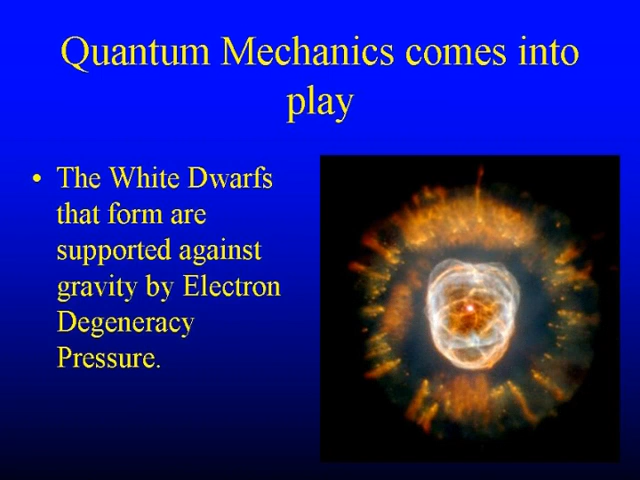 Quantum Mechanics comes into
play
• The White Dwarfs
that form are
supported against
gravity by Electron
Degeneracy
Pressure.